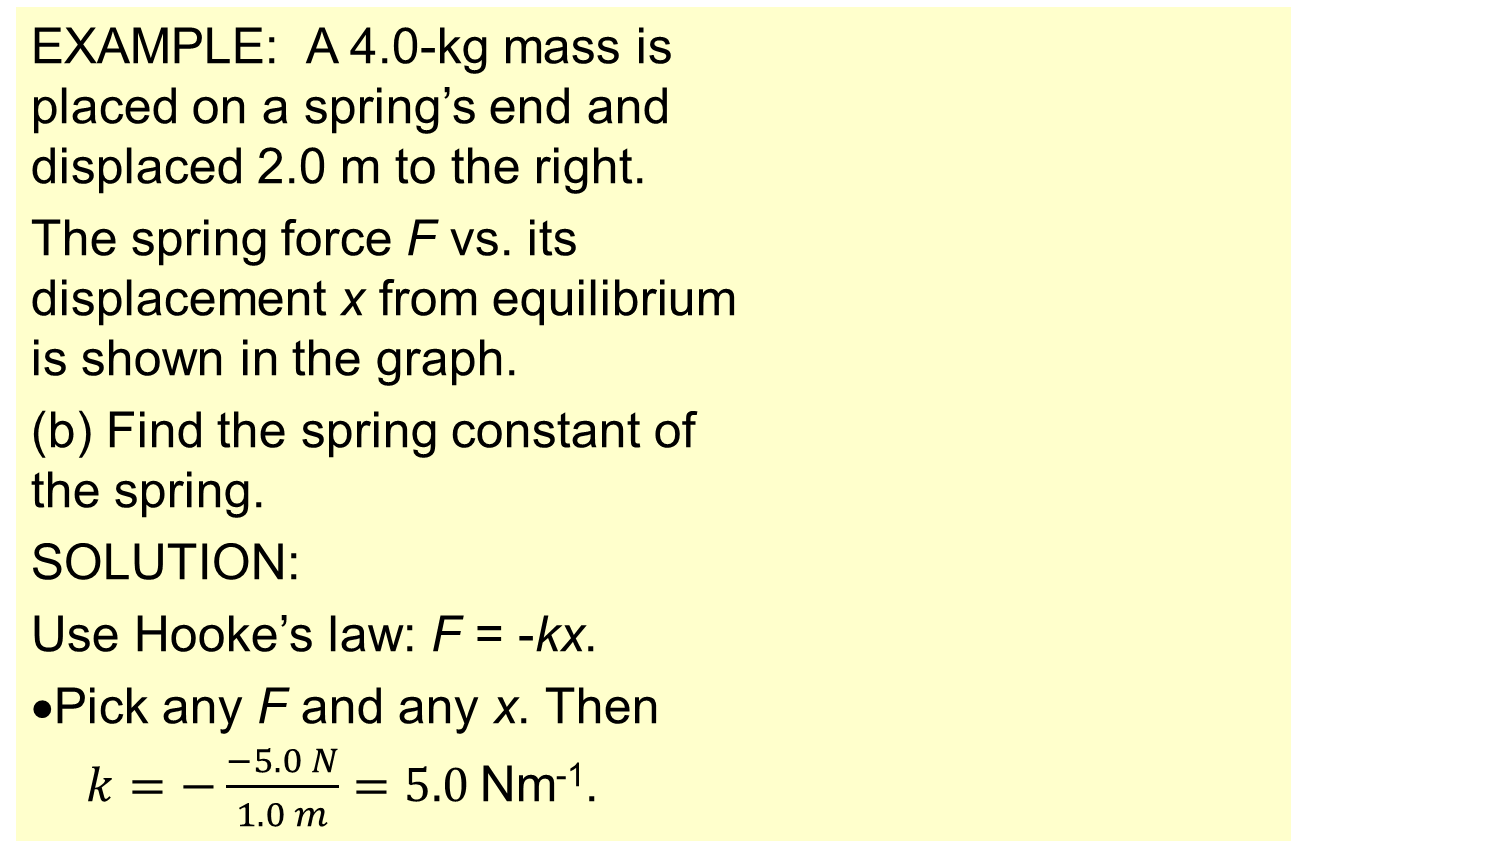 EXAMPLE:  A 4.0-kg mass is
placed on a spring’s end and
displaced 2.0 m to the right.
The spring force F vs. its
displacement x from equilibrium
is shown in the graph.
(b) Find the spring constant of
the spring.
SOLUTION:
Use Hooke’s law: F = -kx.
•Pick any F and any x. Then
k = −\frac{−5.0 N}{1.0 m} = 5.0 Nm⁻¹.